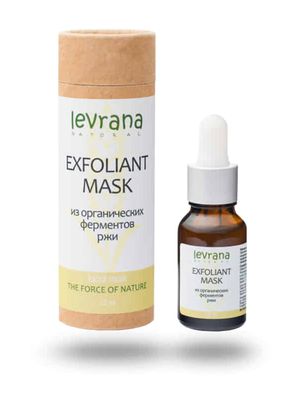 levrana
NATURAL
EXFOLIANT
MASK
из органических
ферментов
ржи
THE FORCE OF NATURE
levrana
EXFOLIANT
MASK
из органических
ферментов
ржи